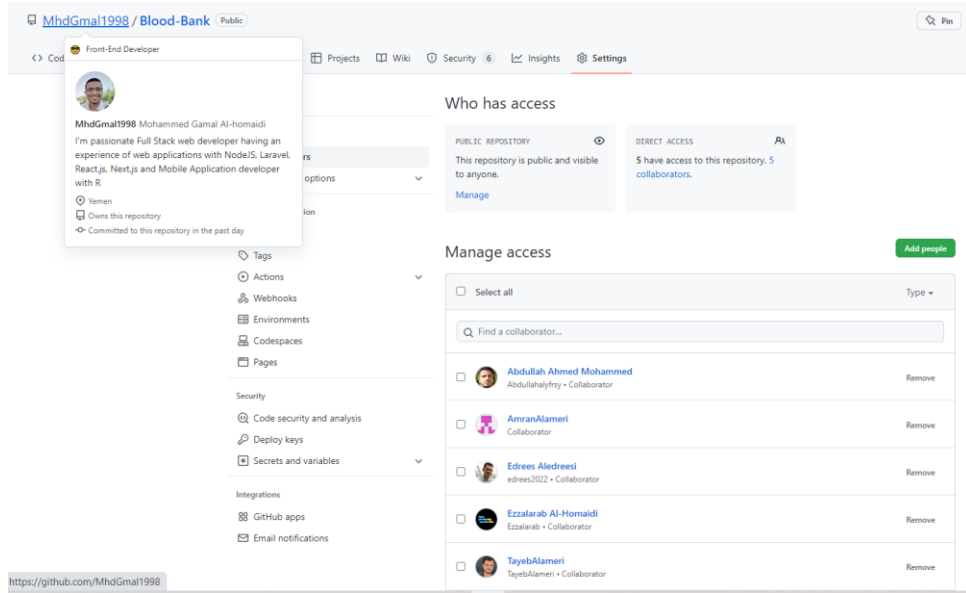 MhdGmal1998 / Blood-Bank Public
Pin
Front-End Developer
MhdGmal1998 Mohammed Gamal Al-homaidi
I'm passionate Full Stack web developer having an
experience of web applications with NodeJS, Laravel,
React.js, Next.js and Mobile Application developer
with R
Yemen
Owns this repository
Committed to this repository in the past day
Projects
Wiki
Security 6
Insights
Settings
options
Tags
Actions
Webhooks
Environments
Codespaces
Pages
Security
Code security and analysis
Deploy keys
Secrets and variables
Integrations
GitHub apps
Email notifications
Who has access
PUBLIC REPOSITORY
This repository is public and visible
to anyone.
Manage
DIRECT ACCESS
5 have access to this repository. 5
collaborators.
Manage access
Add people
Select all
Type
Find a collaborator...
Abdullah Ahmed Mohammed
Abdullahalyfrsy • Collaborator
Remove
AmranAlameri
Collaborator
Remove
Edrees Aledreesi
edrees2022 • Collaborator
Remove
Ezzalarab Al-Homaidi
Ezzalarab • Collaborator
Remove
TayebAlameri
TayebAlameri • Collaborator
Remove
https://github.com/MhdGmal1998